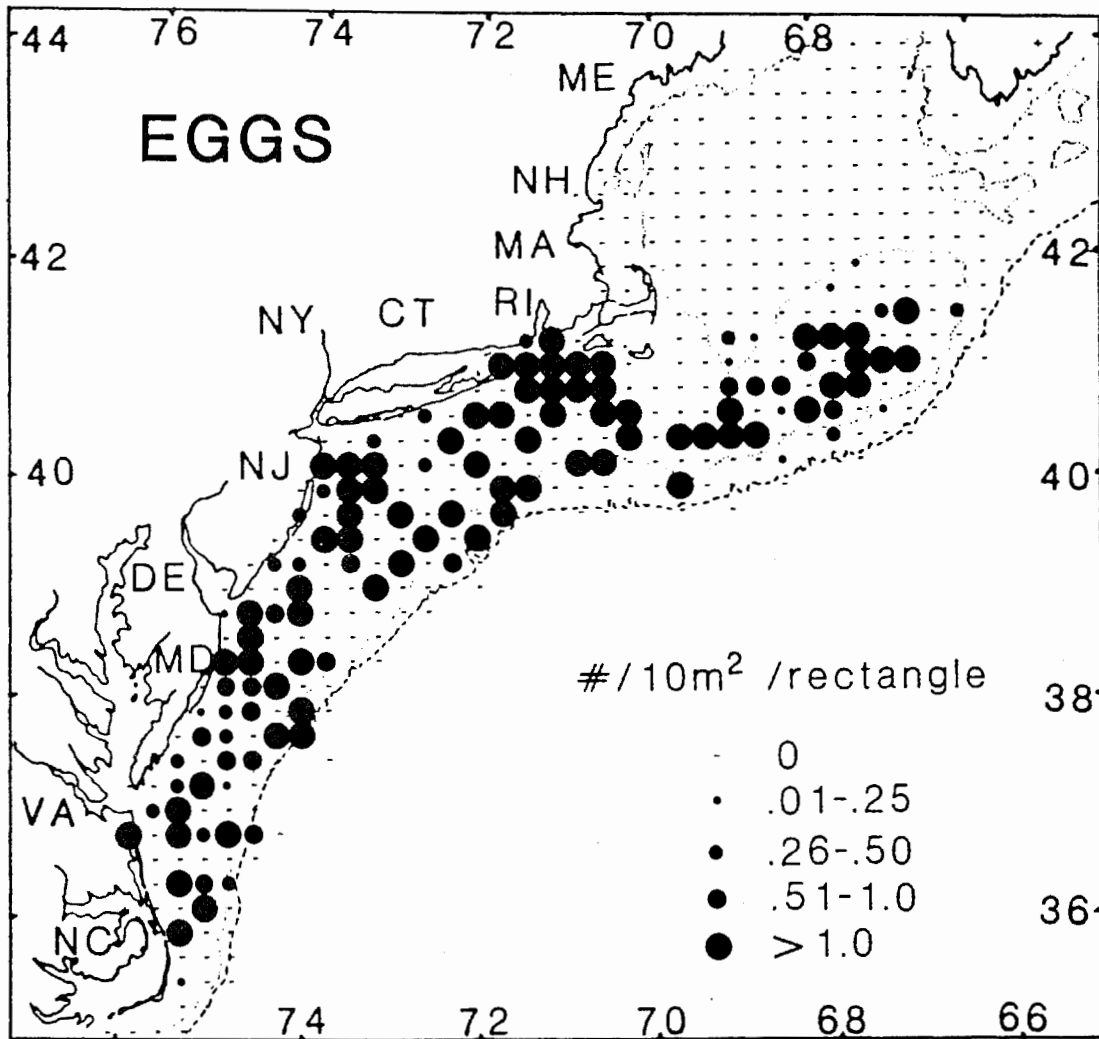 44 76 74 72 70 68
ME
EGGS
NH
MA
42 42
RI
CT
NY
NJ
40 40
DE
MD
#/10m² /rectangle
38
- 0
VA
.01-.25
.26-.50
.51-1.0
36
NC
>1.0
74 72 70 68 66